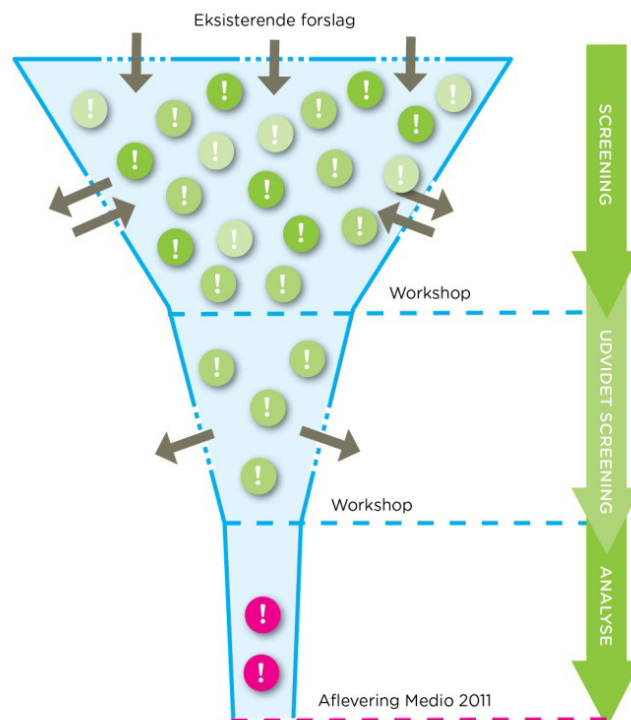 Eksisterende forslag
SCREENING
Workshop
UDVIDET SCREENING
Workshop
ANALYSE
Aflevering Medio 2011